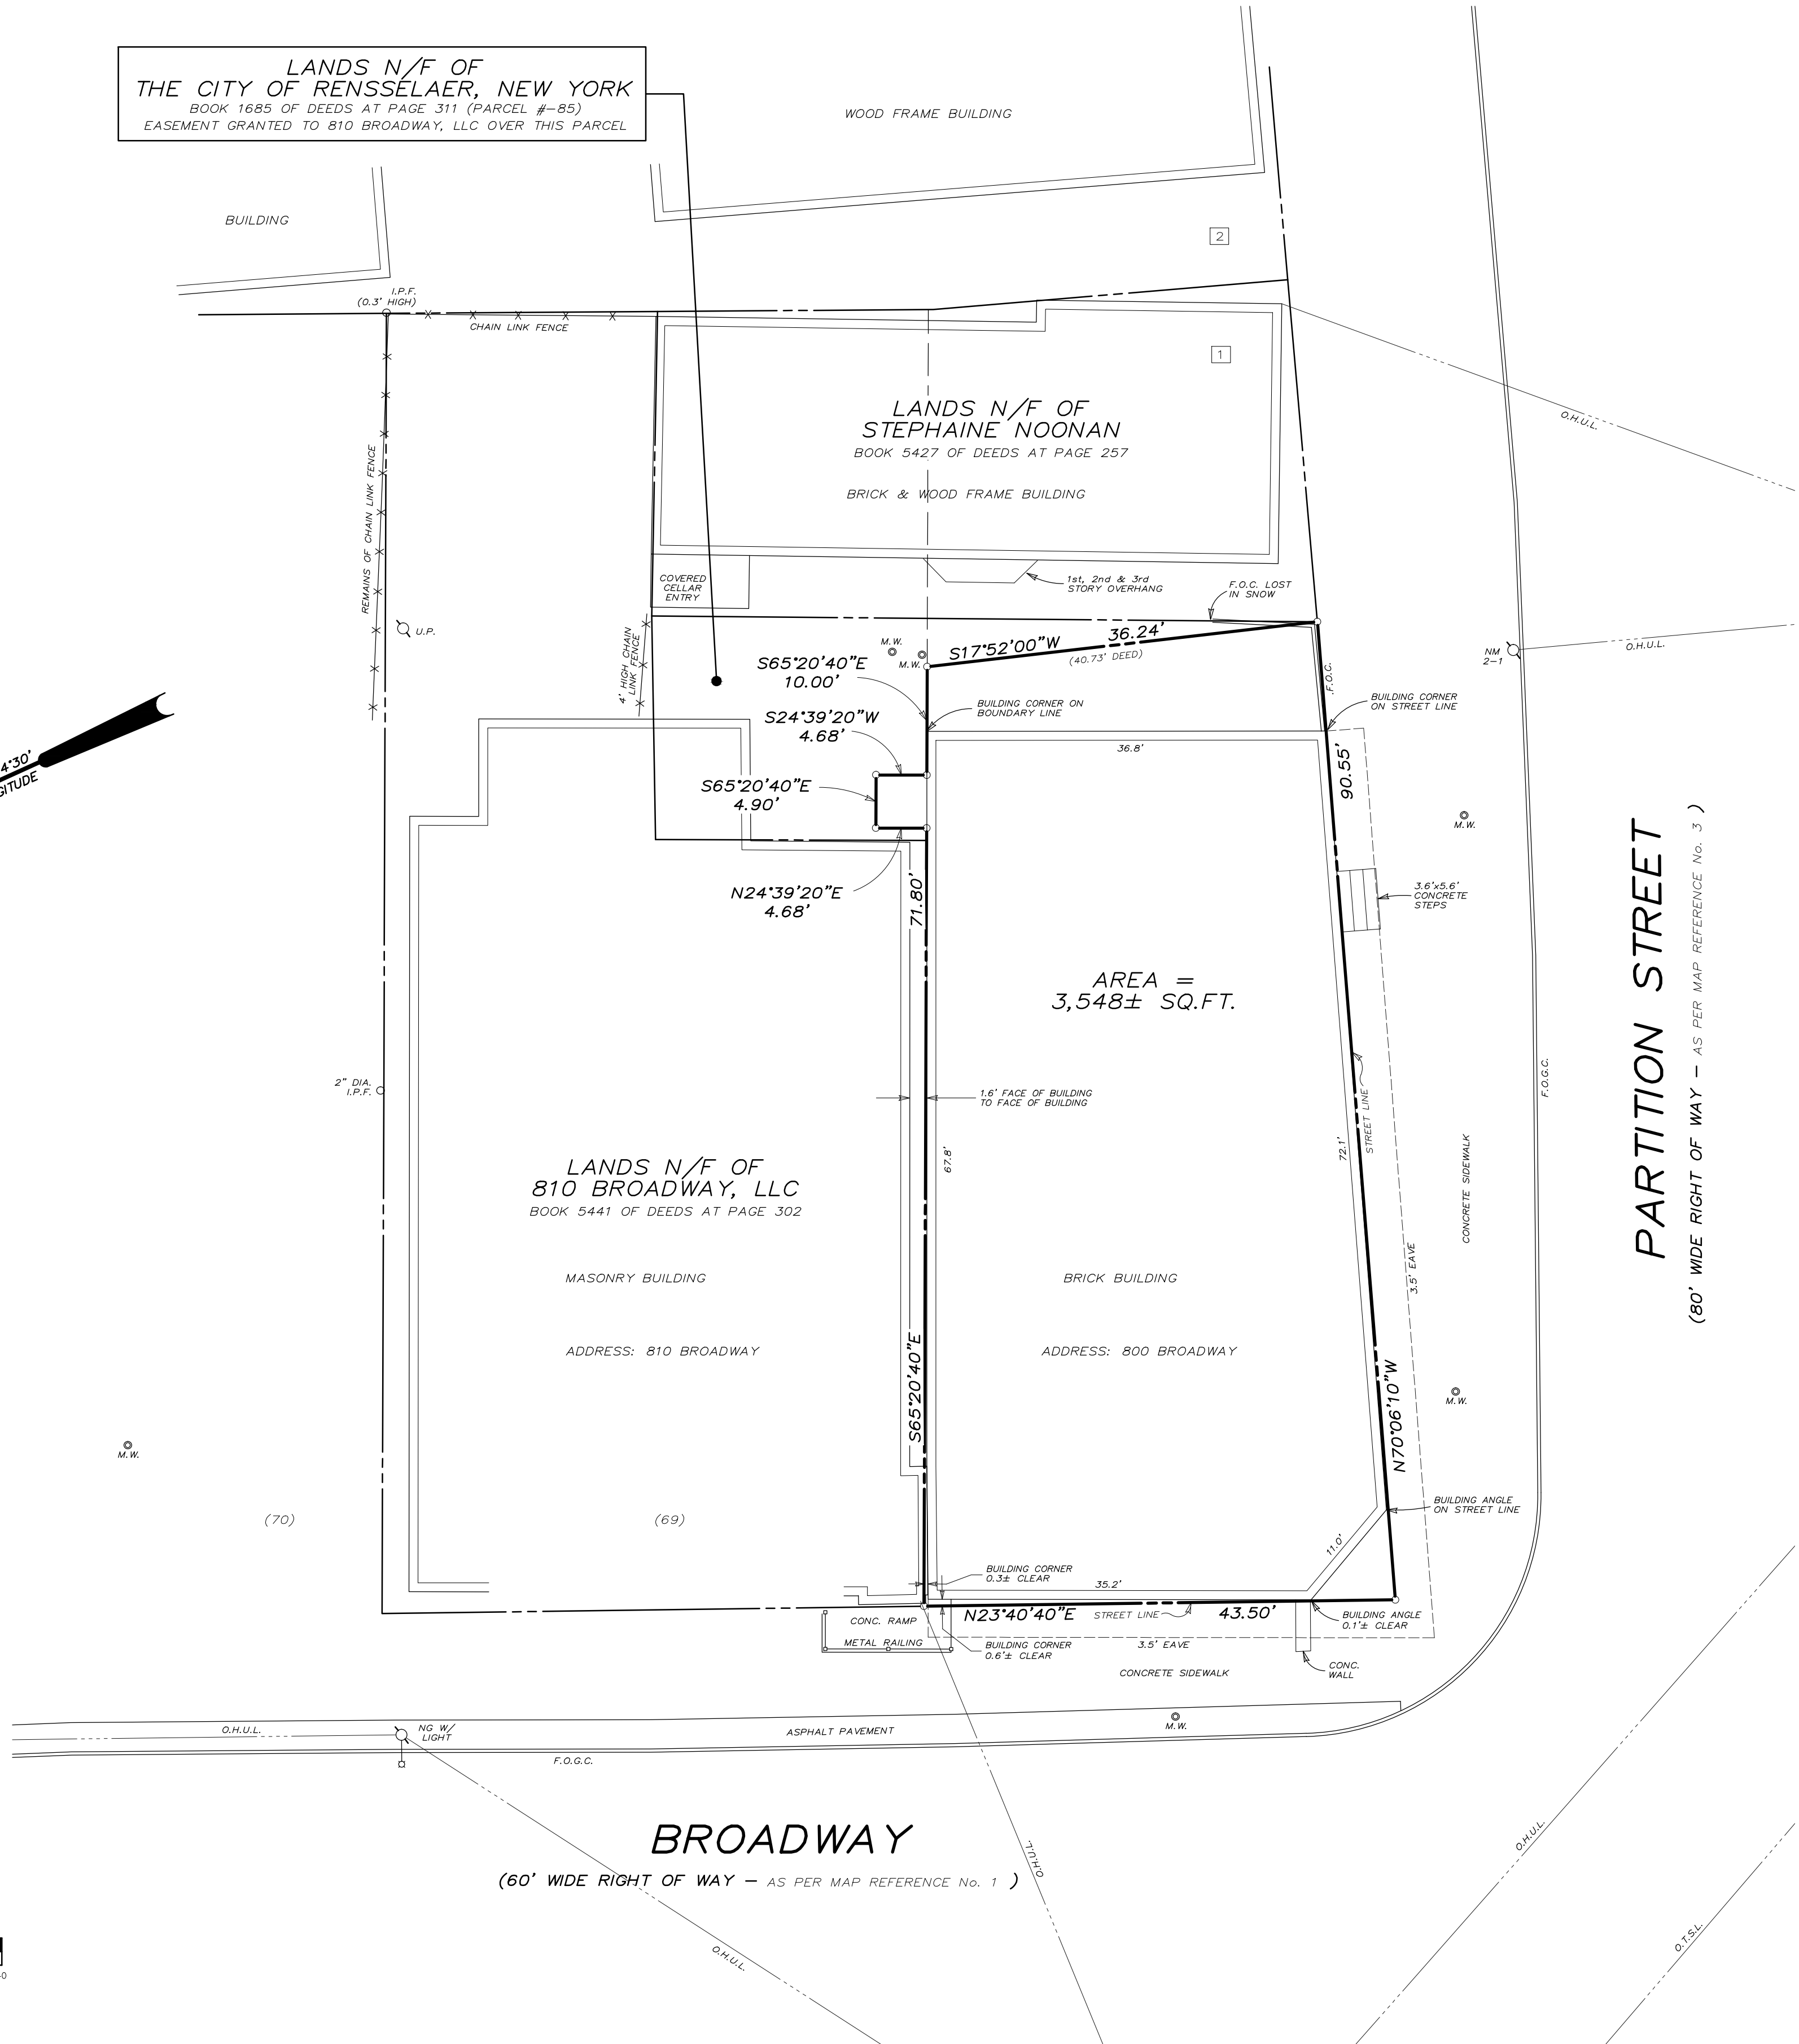 LANDS N/F OF
THE CITY OF RENSSELAER, NEW YORK
BOOK 1685 OF DEEDS AT PAGE 311 (PARCEL #-85)
EASEMENT GRANTED TO 810 BROADWAY, LLC OVER THIS PARCEL
WOOD FRAME BUILDING
BUILDING
2
I.P.F.
(0.3' HIGH)
CHAIN LINK FENCE
1
LANDS N/F OF
STEPHAINE NOONAN
BOOK 5427 OF DEEDS AT PAGE 257
BRICK & WOOD FRAME BUILDING
O.H.U.L.
REMAINS OF CHAIN LINK FENCE
COVERED
CELLAR
ENTRY
1st, 2nd & 3rd
STORY OVERHANG
F.O.C. LOST
IN SNOW
U.P.
4' HIGH CHAIN
LINK FENCE
M.W.
M.W.
S17°52'00"W
36.24'
(40.73' DEED)
NM
2-1
O.H.U.L.
S65°20'40"E
10.00'
F.O.C.
BUILDING CORNER ON
BOUNDARY LINE
BUILDING CORNER
ON STREET LINE
S24°39'20"W
4.68'
36.8'
4°30'
GITUDE
S65°20'40"E
4.90'
90.55'
M.W.
N24°39'20"E
4.68'
71.80'
3.6'x5.6'
CONCRETE
STEPS
PARTITION STREET
(80' WIDE RIGHT OF WAY - AS PER MAP REFERENCE No. 3 )
AREA =
3,548± SQ.FT.
2" DIA.
I.P.F.
1.6' FACE OF BUILDING
TO FACE OF BUILDING
STREET LINE
F.O.G.C.
67.8'
72.1'
CONCRETE SIDEWALK
LANDS N/F OF
810 BROADWAY, LLC
BOOK 5441 OF DEEDS AT PAGE 302
MASONRY BUILDING
BRICK BUILDING
3.5' EAVE
ADDRESS: 810 BROADWAY
ADDRESS: 800 BROADWAY
S65°20'40"E
N70°06'10"W
M.W.
M.W.
(70)
(69)
BUILDING ANGLE
ON STREET LINE
11.0'
BUILDING CORNER
0.3± CLEAR
35.2'
N23°40'40"E
STREET LINE
43.50'
BUILDING ANGLE
0.1'± CLEAR
CONC. RAMP
METAL RAILING
BUILDING CORNER
0.6'± CLEAR
3.5' EAVE
CONC.
WALL
CONCRETE SIDEWALK
O.H.U.L.
NG W/
LIGHT
ASPHALT PAVEMENT
M.W.
F.O.G.C.
BROADWAY
(60' WIDE RIGHT OF WAY - AS PER MAP REFERENCE No. 1 )
O.H.U.L.
O.H.U.L.
O.H.U.L.
O.T.S.L.